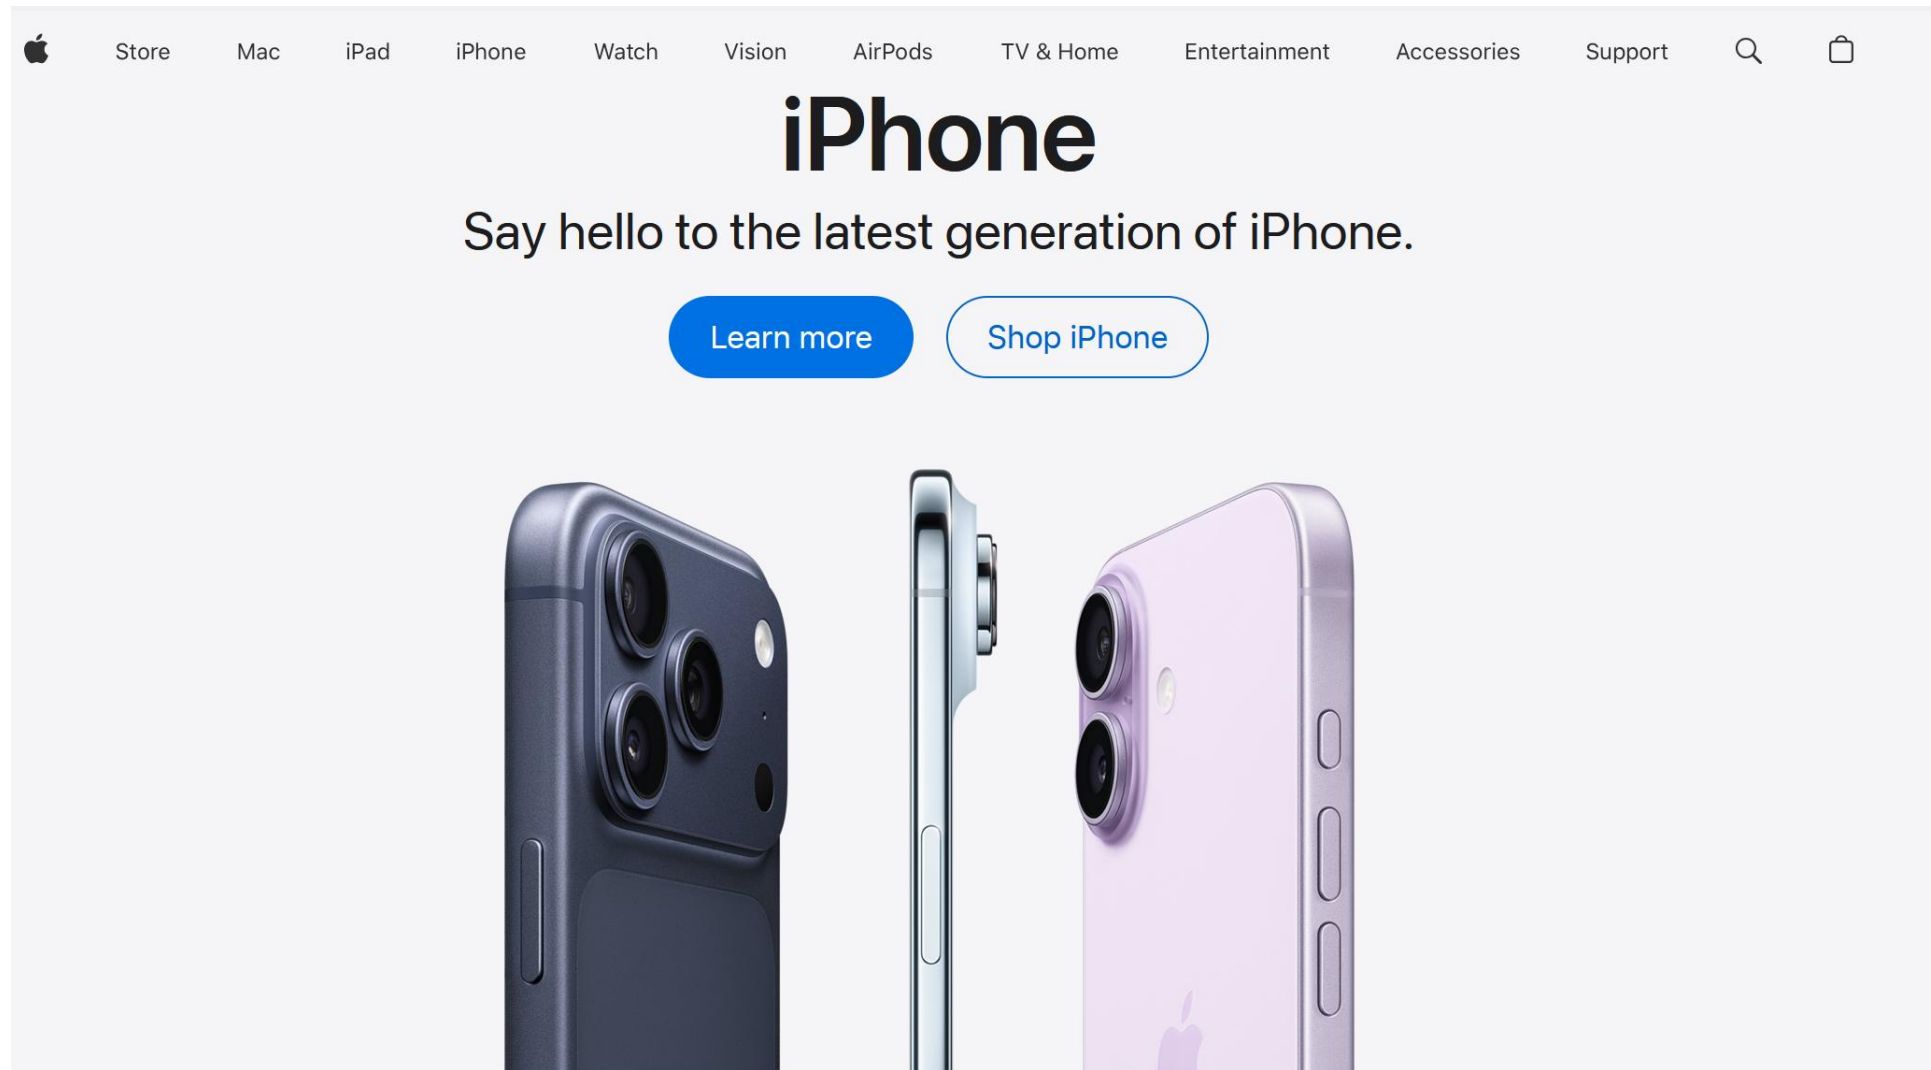 Store Mac iPad iPhone Watch Vision AirPods TV & Home Entertainment Accessories Support
iPhone
Say hello to the latest generation of iPhone.
Learn more Shop iPhone